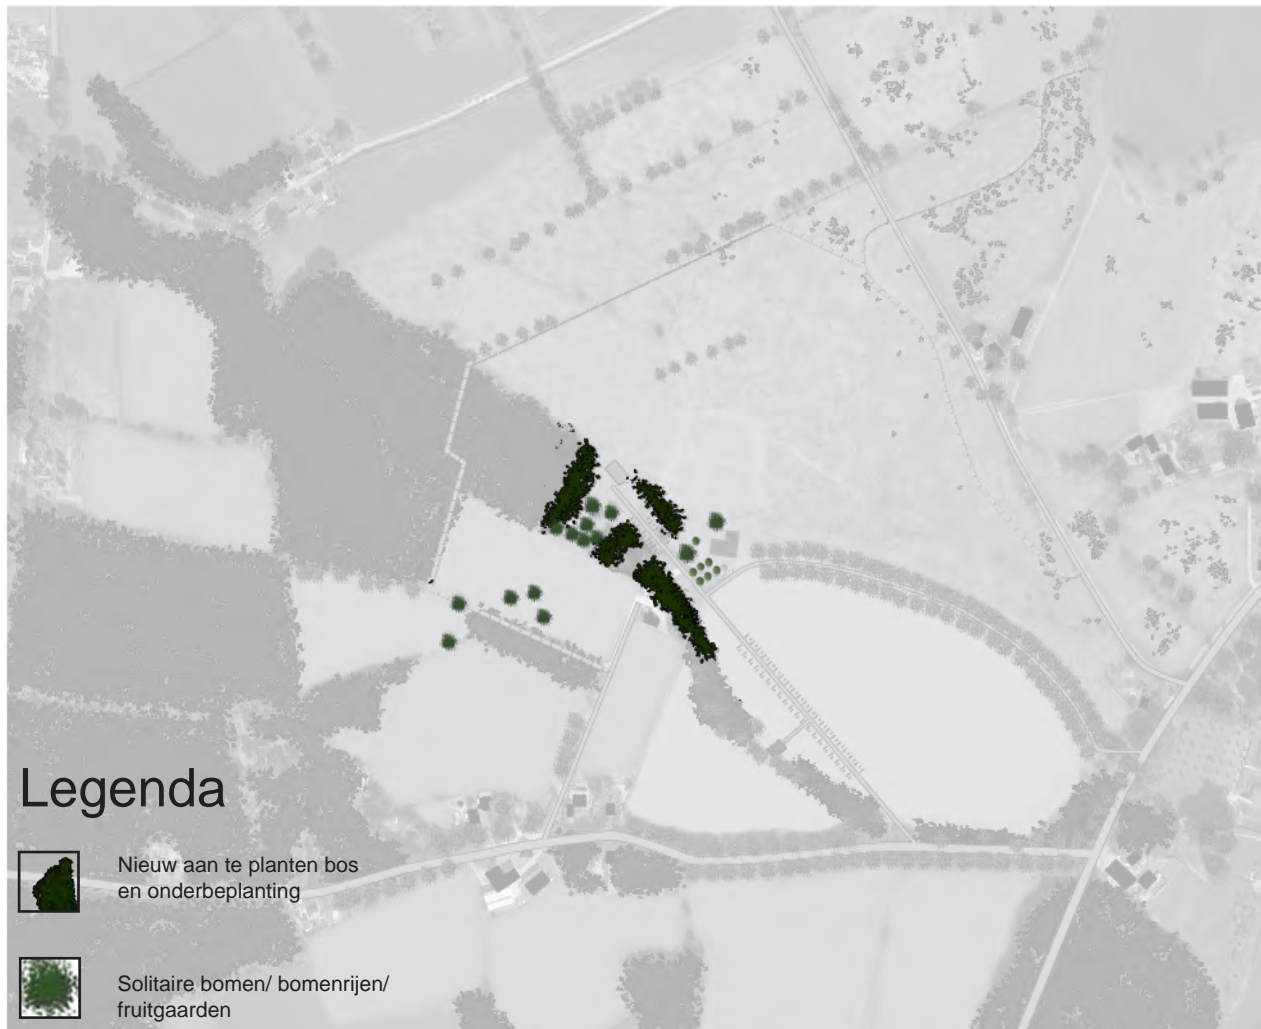 Legenda
Nieuw aan te planten bos
en onderbeplanting
Solitaire bomen/ bomenrijen/
fruitgaarden